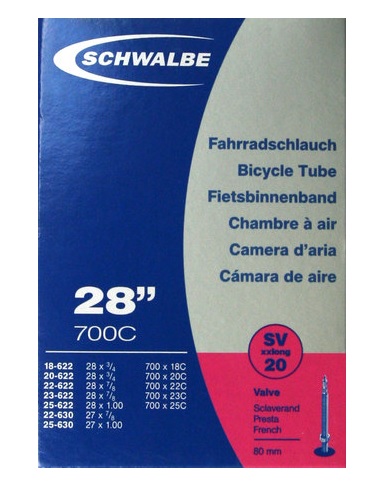 SCHWALBE
Fahrradschlauch
Bicycle Tube
Fietsbinnenband
Chambre à air
Camera d'aria
Cámara de aire
28”
700C
SV
xxlong
20
18-622 28 x 3/4 700 x 18C
20-622 28 x 3/4 700 x 20C
22-622 28 x 7/8 700 x 22C
23-622 28 x 7/8 700 x 23C
25-622 28 x 1.00 700 x 25C
22-630 27 x 7/8
25-630 27 x 1.00
Valve
Sclaverand
Presta
French
80 mm